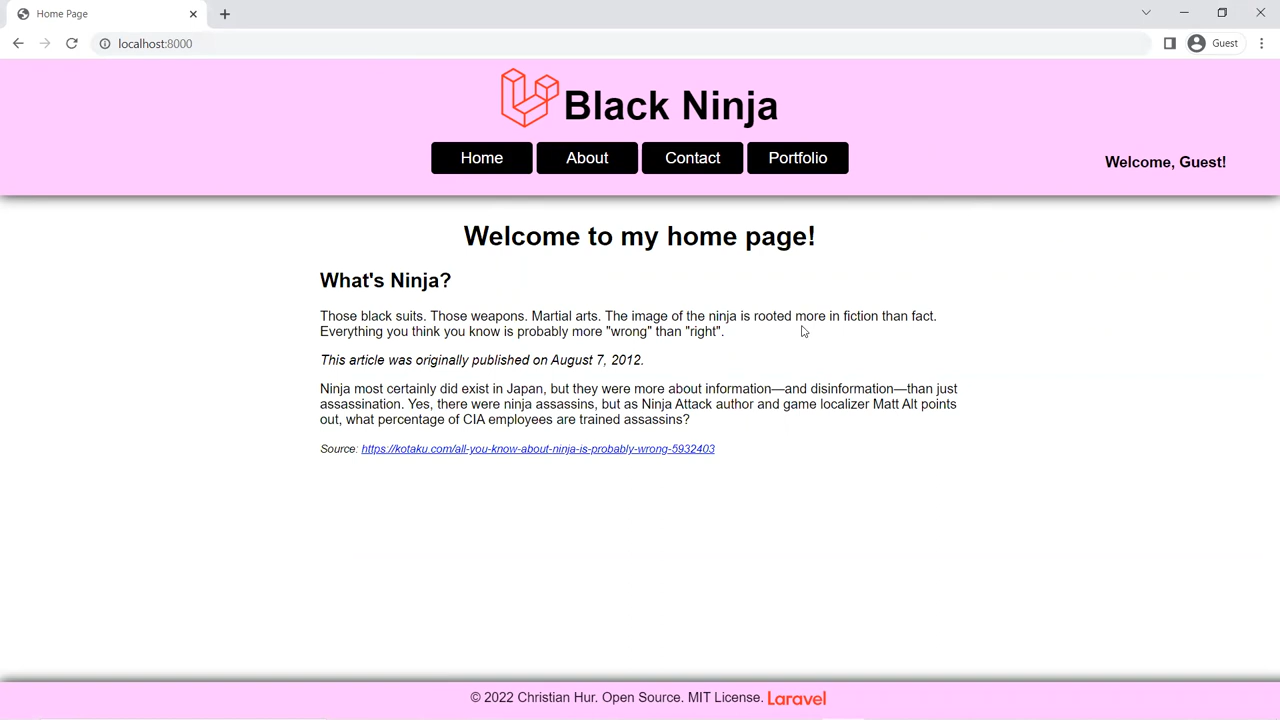 Home Page
localhost:8000
Guest
Black Ninja
Home About Contact Portfolio
Welcome, Guest!
Welcome to my home page!
What's Ninja?
Those black suits. Those weapons. Martial arts. The image of the ninja is rooted more in fiction than fact.
Everything you think you know is probably more "wrong" than "right".
This article was originally published on August 7, 2012.
Ninja most certainly did exist in Japan, but they were more about information—and disinformation—than just
assassination. Yes, there were ninja assassins, but as Ninja Attack author and game localizer Matt Alt points
out, what percentage of CIA employees are trained assassins?
Source: https://kotaku.com/all-you-know-about-ninja-is-probably-wrong-5932403
© 2022 Christian Hur. Open Source. MIT License. Laravel